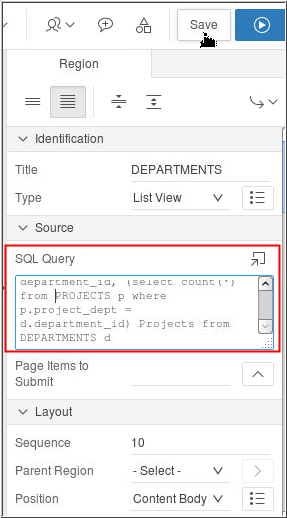 Save
Region
Identification
Title DEPARTMENTS
Type List View
Source
SQL Query
department_id, (select count(*)
from PROJECTS p where
p.project_dept =
d.department_id) Projects from
DEPARTMENTS d
Page Items to
Submit
Layout
Sequence 10
Parent Region - Select -
Position Content Body